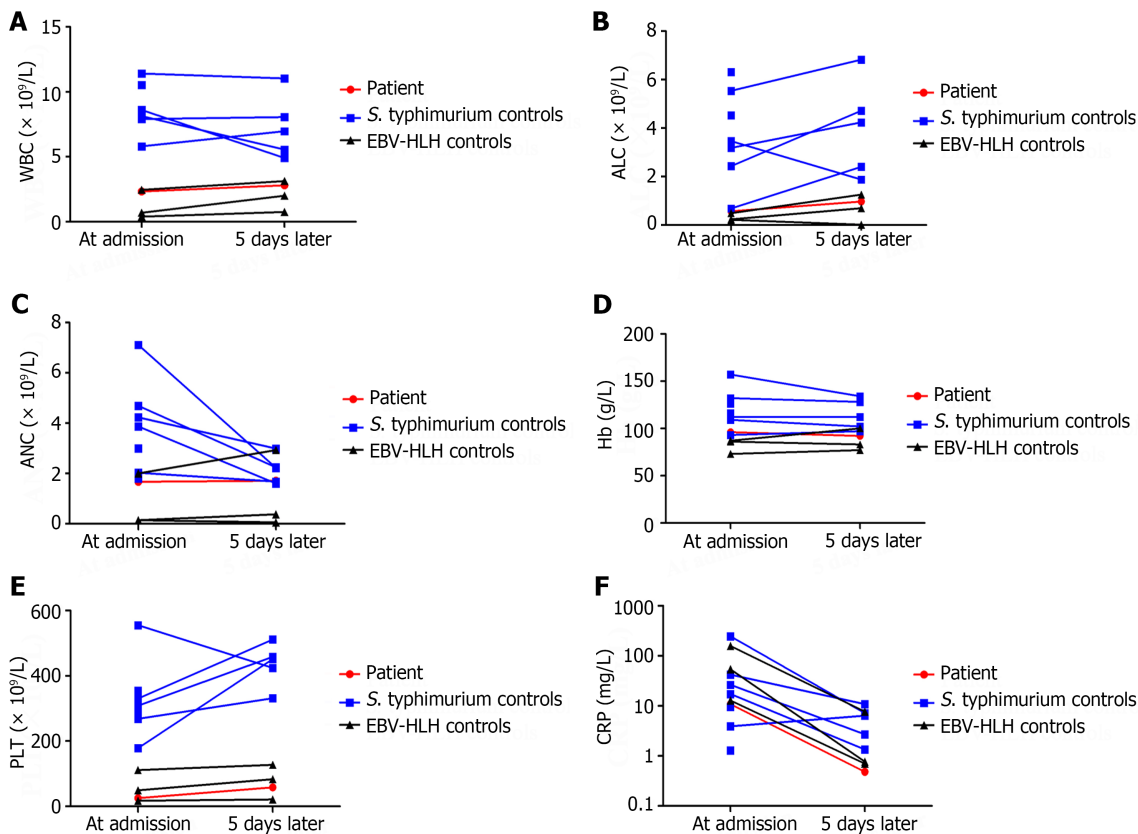 A
WBC (× 10⁹/L)
15
10
5
0
At admission
5 days later
Patient
S. typhimurium controls
EBV-HLH controls
B
ALC (× 10⁹/L)
8
6
4
2
0
At admission
5 days later
Patient
S. typhimurium controls
EBV-HLH controls
C
ANC (× 10⁹/L)
8
6
4
2
0
At admission
5 days later
Patient
S. typhimurium controls
EBV-HLH controls
D
Hb (g/L)
200
150
100
50
0
At admission
5 days later
Patient
S. typhimurium controls
EBV-HLH controls
E
PLT (× 10⁹/L)
600
400
200
0
At admission
5 days later
Patient
S. typhimurium controls
EBV-HLH controls
F
CRP (mg/L)
1000
100
10
1
0.1
At admission
5 days later
Patient
S. typhimurium controls
EBV-HLH controls